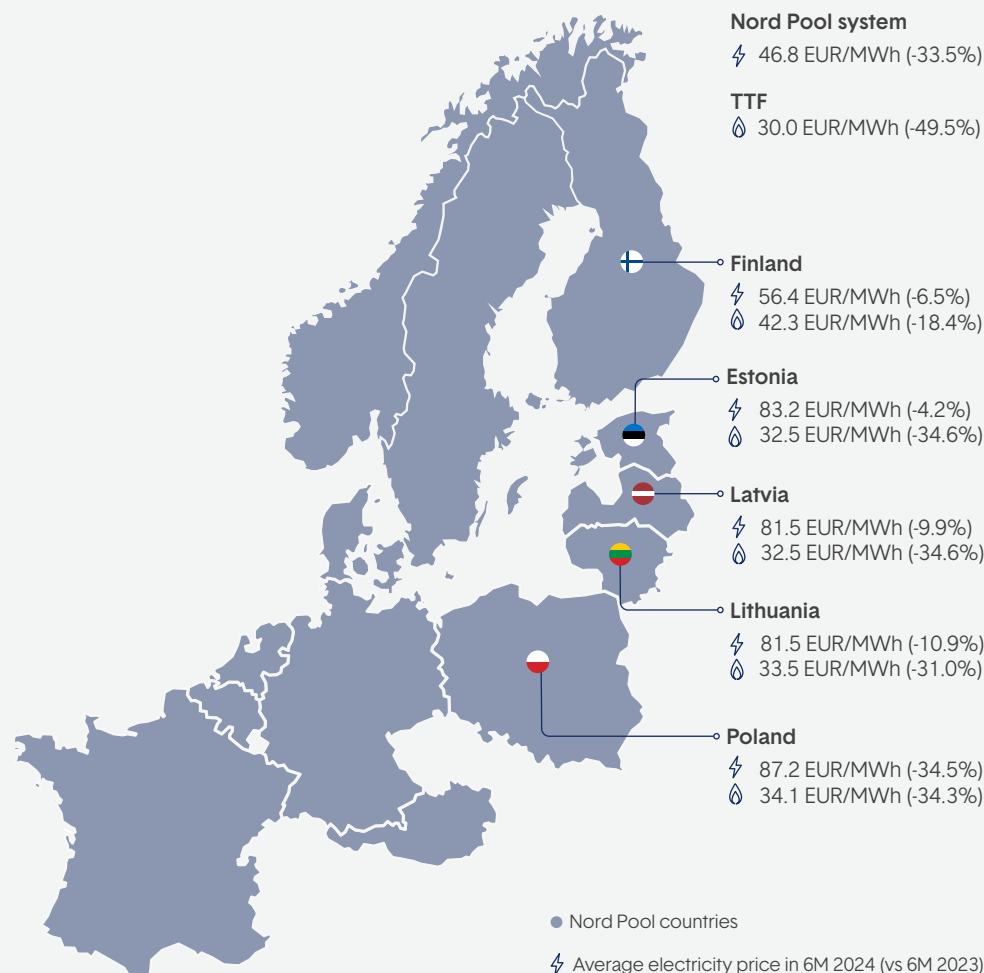 Nord Pool system
46.8 EUR/MWh (-33.5%)
TTF
30.0 EUR/MWh (-49.5%)
Finland
56.4 EUR/MWh (-6.5%)
42.3 EUR/MWh (-18.4%)
Estonia
83.2 EUR/MWh (-4.2%)
32.5 EUR/MWh (-34.6%)
Latvia
81.5 EUR/MWh (-9.9%)
32.5 EUR/MWh (-34.6%)
Lithuania
81.5 EUR/MWh (-10.9%)
33.5 EUR/MWh (-31.0%)
Poland
87.2 EUR/MWh (-34.5%)
34.1 EUR/MWh (-34.3%)
Nord Pool countries
Average electricity price in 6M 2024 (vs 6M 2023)